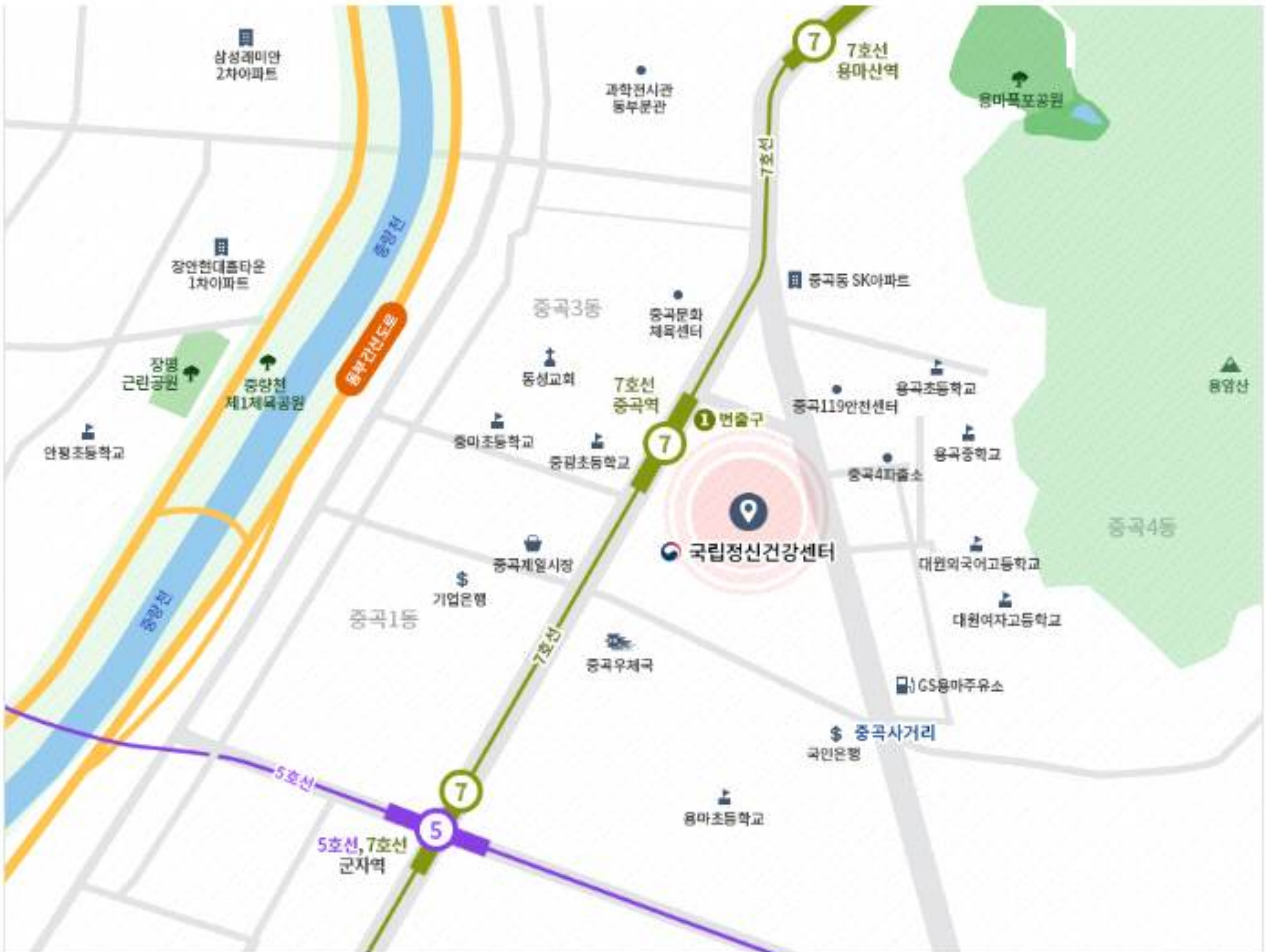 삼성래미안
2차아파트
과학전시관
동부분관
7
7호선
용마산역
용마폭포공원
7호선
중랑천
장안현대홈타운
1차아파트
중곡동 SK아파트
중곡3동
중곡문화
체육센터
동부간선도로
장평
근린공원
중랑천
제1체육공원
동성교회
7호선
중곡역
1 번출구
용곡초등학교
중곡119안전센터
용암산
안평초등학교
중마초등학교
중광초등학교
7
용곡중학교
중곡4파출소
중곡4동
국립정신건강센터
중곡제일시장
기업은행
대원외국어고등학교
대원여자고등학교
중랑천
중곡1동
7호선
중곡우체국
GS용마주유소
중곡사거리
국민은행
5호선
7
5
용마초등학교
5호선, 7호선
군자역